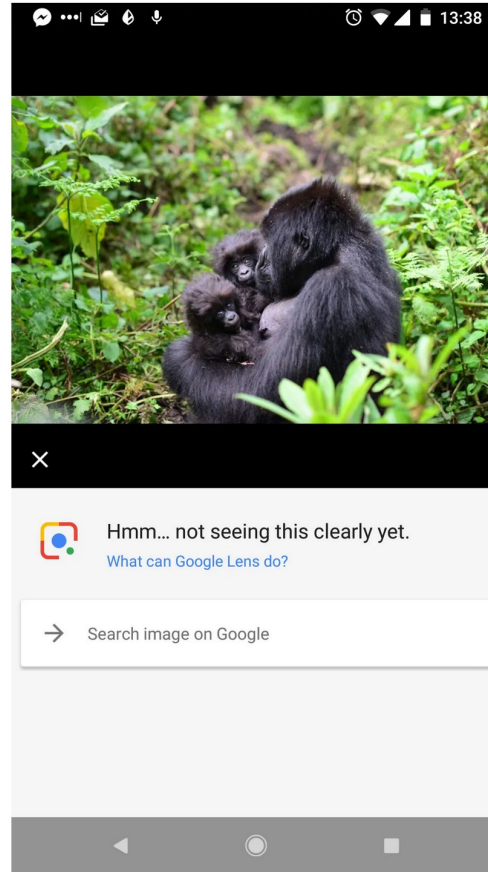 13:38
Hmm... not seeing this clearly yet.
What can Google Lens do?
Search image on Google